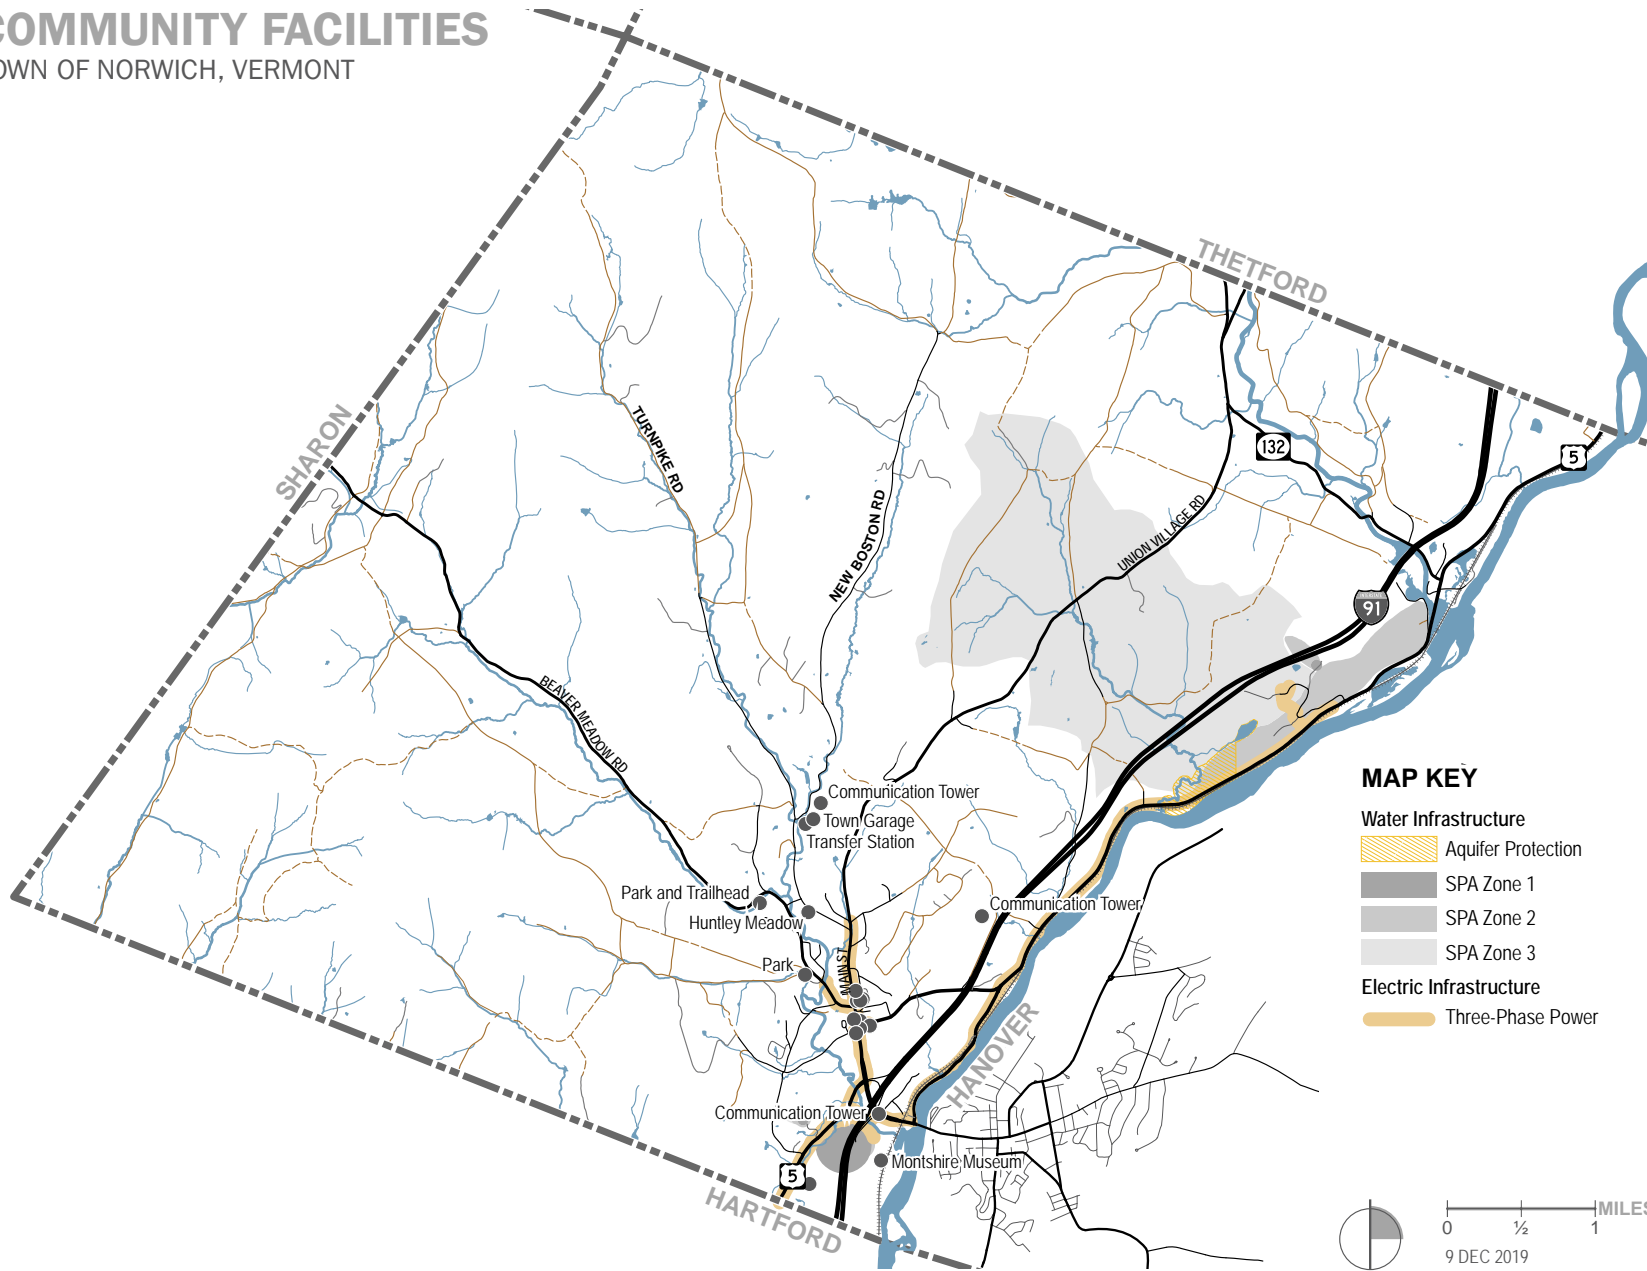 COMMUNITY FACILITIES
OWN OF NORWICH, VERMONT
THETFORD
SHARON
TURNPIKE RD
132
5
NEW BOSTON RD
UNION VILLAGE RD
91
BEAVER MEADOW RD
MAP KEY
Water Infrastructure
Aquifer Protection
SPA Zone 1
SPA Zone 2
SPA Zone 3
Electric Infrastructure
Three-Phase Power
Communication Tower
Town Garage
Transfer Station
Park and Trailhead
Huntley Meadow
Communication Tower
Park
MAIN ST
HANOVER
Communication Tower
Montshire Museum
5
HARTFORD
MILES
0 ½ 1
9 DEC 2019